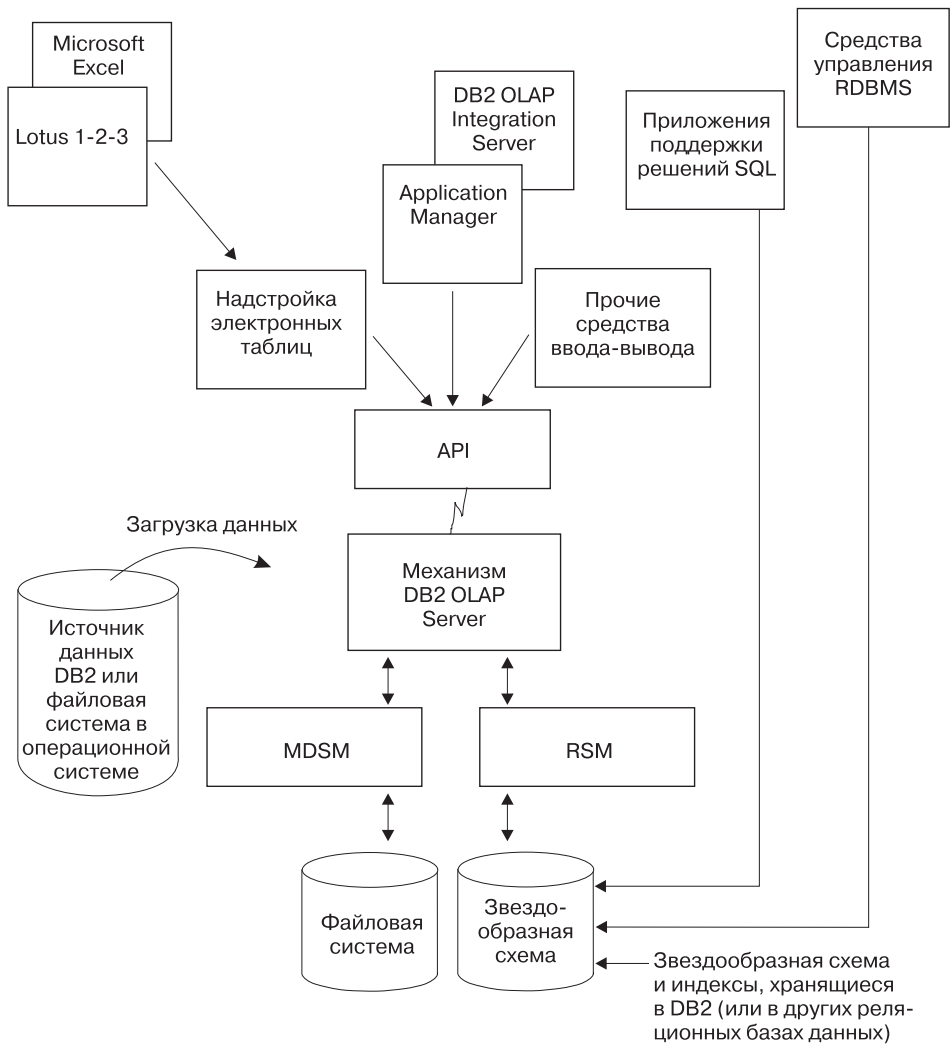 Microsoft
Excel
Lotus 1-2-3
DB2 OLAP
Integration
Server
Application
Manager
Приложения
поддержки
решений SQL
Средства
управления
RDBMS
Надстройка
электронных
таблиц
Прочие
средства
ввода-вывода
API
Загрузка данных
Механизм
DB2 OLAP
Server
Источник
данных
DB2 или
файловая
система в
операционной
системе
MDSM
RSM
Файловая
система
Звездо-
образная
схема
Звездообразная схема
и индексы, хранящиеся
в DB2 (или в других реля-
ционных базах данных)